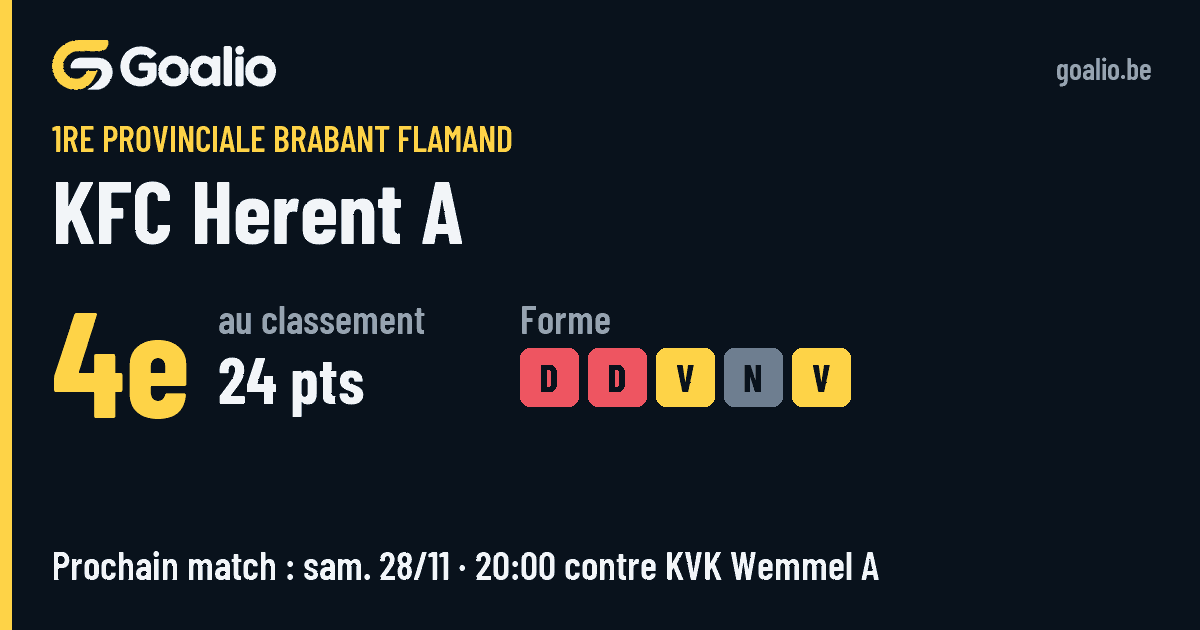 Goalio
goalio.be
1RE PROVINCIALE BRABANT FLAMAND
KFC Herent A
4e
au classement
24 pts
Forme
D D V N V
Prochain match : sam. 28/11 · 20:00 contre KVK Wemmel A